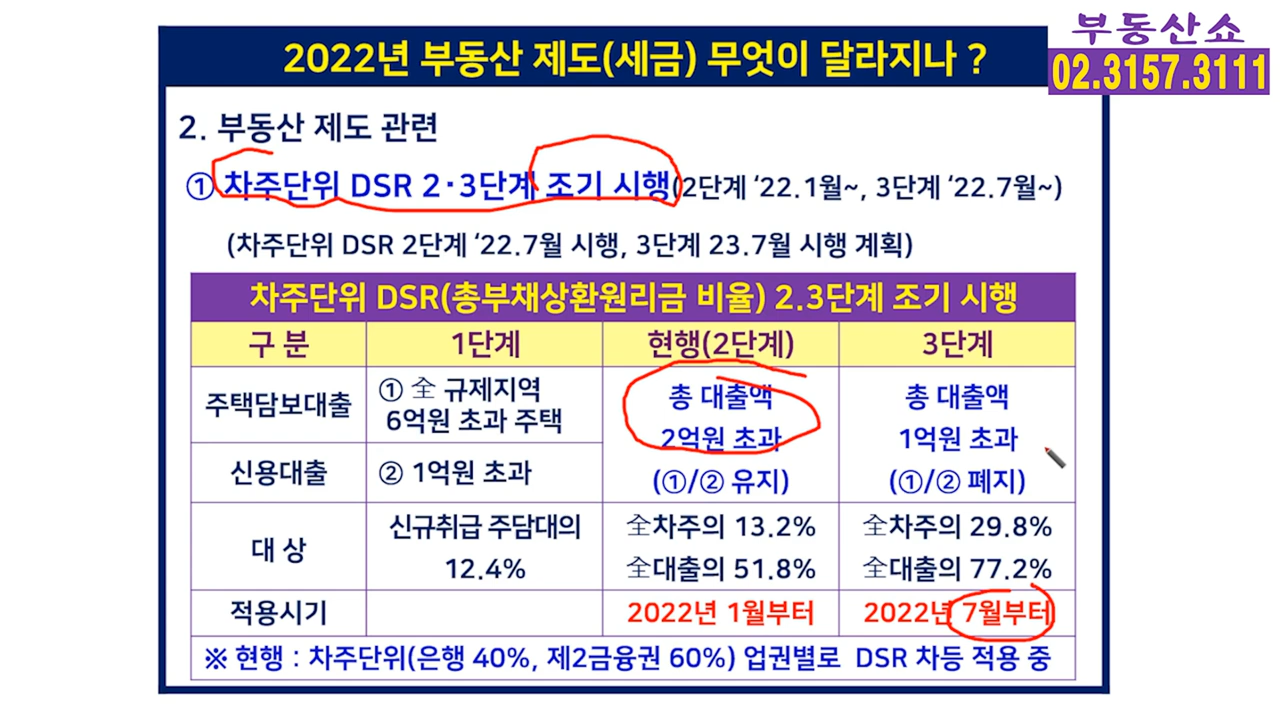 2022년 부동산 제도(세금) 무엇이 달라지나 ?
부동산쇼
02.3157.3111
2. 부동산 제도 관련
① 차주단위 DSR 2·3단계 조기 시행(2단계 ‘22.1월~, 3단계 ‘22.7월~)
(차주단위 DSR 2단계 ‘22.7월 시행, 3단계 23.7월 시행 계획)
차주단위 DSR(총부채상환원리금 비율) 2.3단계 조기 시행
구 분 1단계 현행(2단계) 3단계
주택담보대출
① 全 규제지역
6억원 초과 주택
신용대출
② 1억원 초과
총 대출액
2억원 초과
(①/② 유지)
총 대출액
1억원 초과
(①/② 폐지)
대 상
신규취급 주담대의
12.4%
全차주의 13.2%
全대출의 51.8%
全차주의 29.8%
全대출의 77.2%
적용시기 2022년 1월부터 2022년 7월부터
※ 현행 : 차주단위(은행 40%, 제2금융권 60%) 업권별로 DSR 차등 적용 중